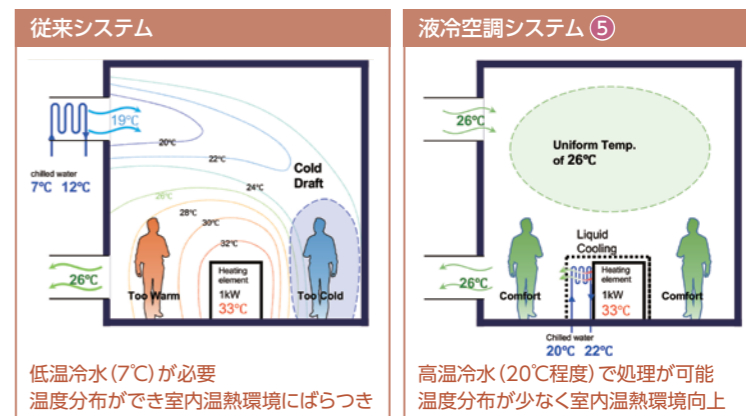 従来システム
19℃
20℃
22℃
24℃
26℃
28℃
30℃
32℃
Cold
Draft
chilled water
7℃ 12℃
26℃
Too Warm
Heating
element
1kW
33℃
Too Cold
低温冷水(7℃)が必要
温度分布ができ室内温熱環境にばらつき
液冷空調システム⑤
26℃
Uniform Temp.
of 26℃
Liquid
Cooling
26℃
Comfort
Heating
element
1kW
33℃
Comfort
Chilled water
20℃ 22℃
高温冷水(20℃程度)で処理が可能
温度分布が少なく室内温熱環境向上